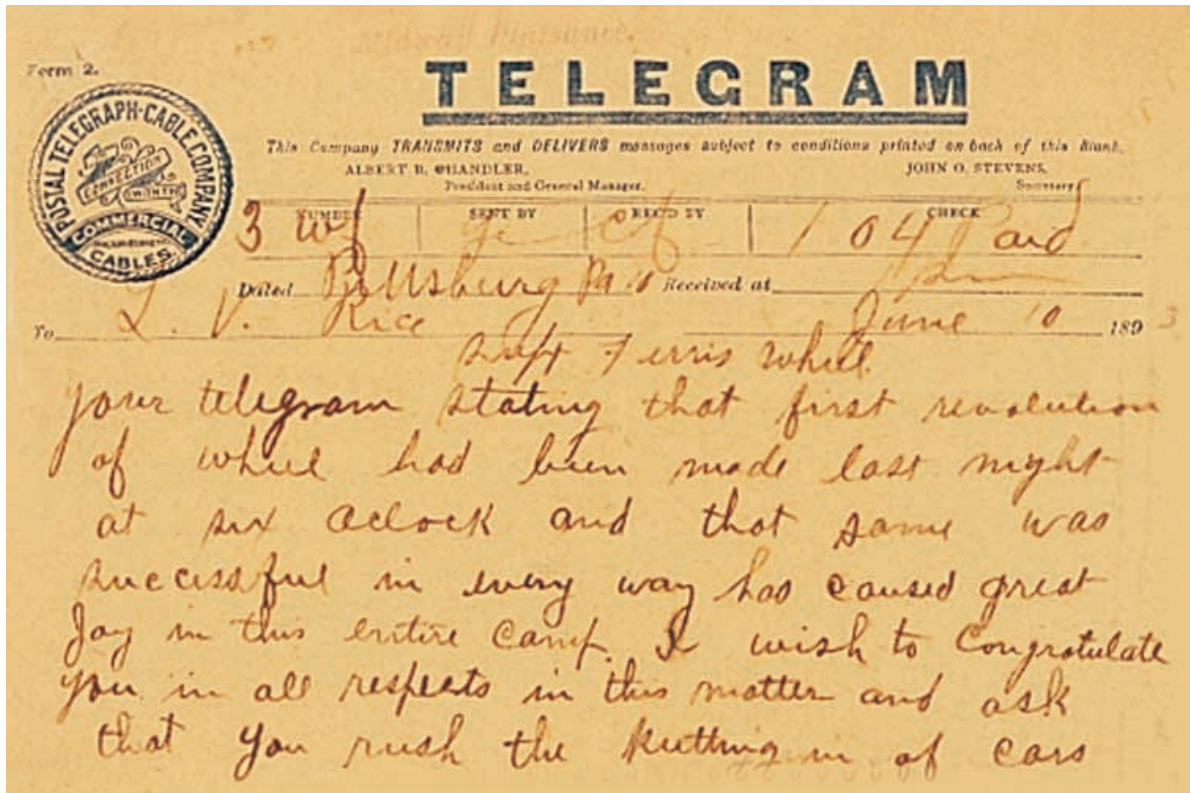 Form 2.
TELEGRAM
POSTAL TELEGRAPH-CABLE COMPANY
COMMERCIAL
CABLES
This Company TRANSMITS and DELIVERS messages subject to conditions printed on back of this blank.
ALBERT B. CHANDLER, JOHN O. STEVENS,
President and General Manager. Secretary
NUMBER SENT BY REC'D BY CHECK
3 104 Paid
Dated Pittsburg Pa Received at
To L. V. Rice June 10 1893
Supt Ferris Wheel
Your telegram stating that first revolution
of wheel had been made last night
at six oclock and that same was
successful in every way has caused great
Joy in this entire camp. I wish to Congratulate
you in all respects in this matter and ask
that you rush the putting in of cars